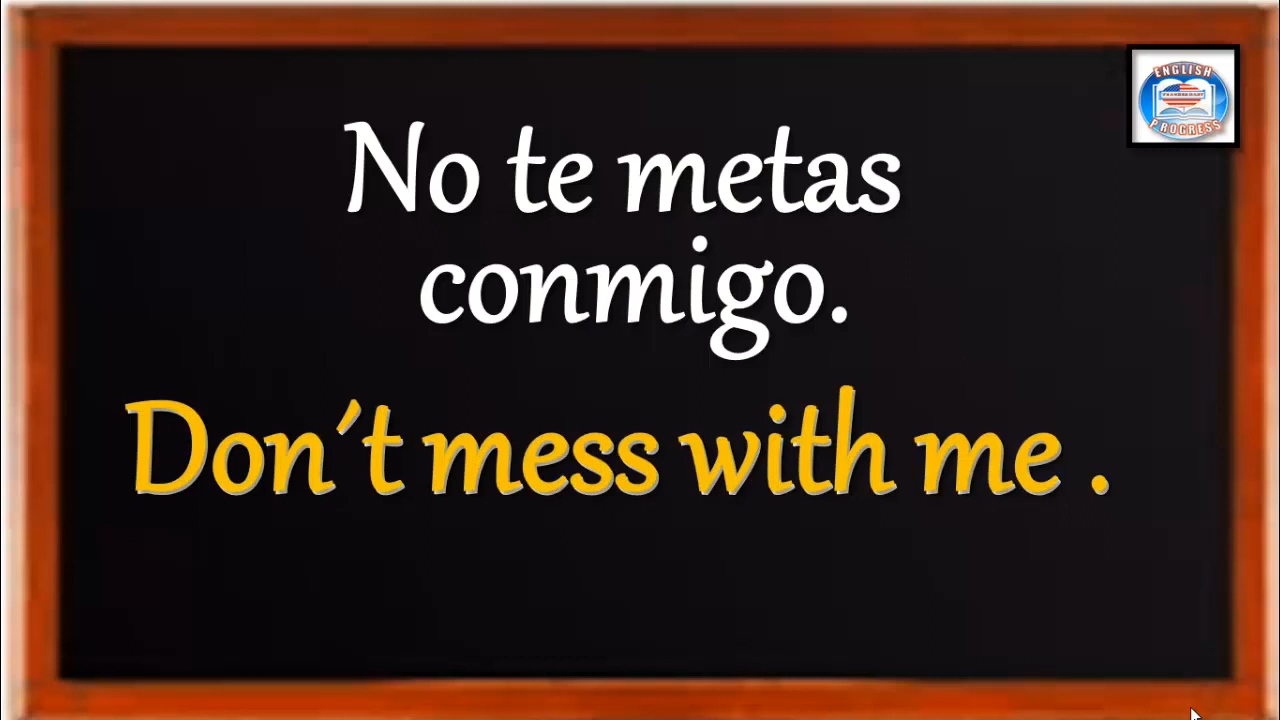 No te metas
conmigo.
Don´t mess with me .
ENGLISH
PROGRESS